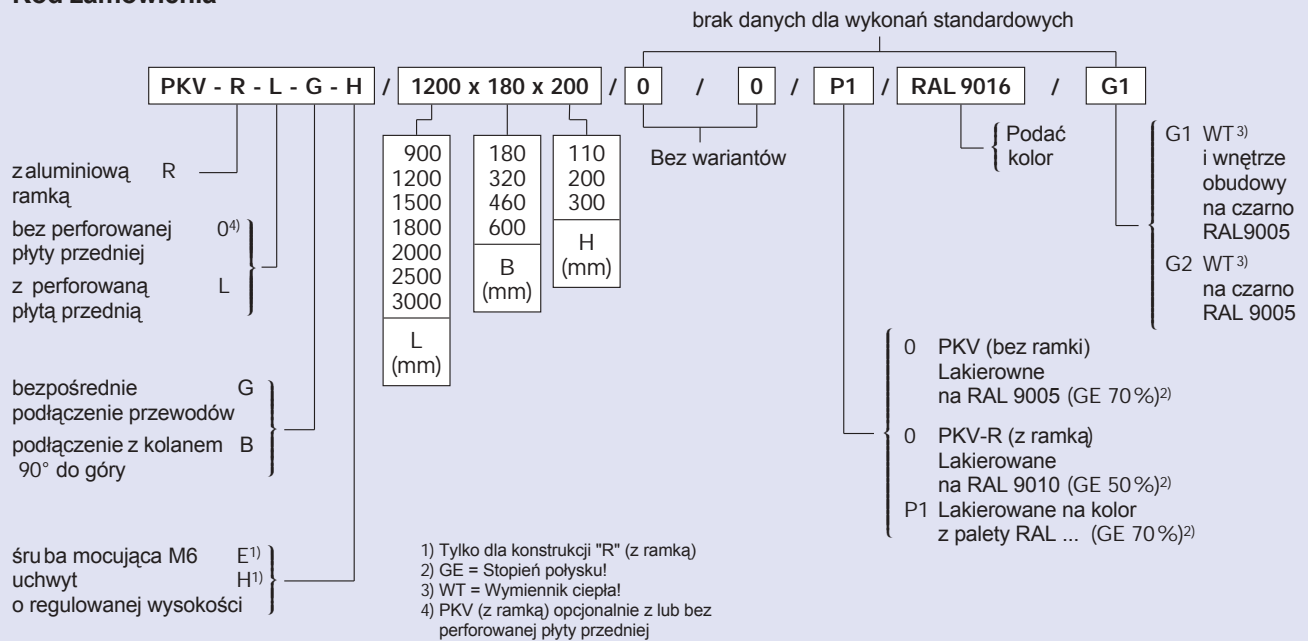 brak danych dla wykonań standardowych
PKV - R - L - G - H / 1200 x 180 x 200 / 0 / 0 / P1 / RAL 9016 / G1
z aluminiową R
ramką
bez perforowanej 0 4)
płyty przedniej
z perforowaną L
płytą przednią
bezpośrednie G
podłączenie przewodów
podłączenie z kolanem B
90° do góry
śruba mocująca M6 E1)
uchwyt H1)
o regulowanej wysokości
900
1200
1500
1800
2000
2500
3000
L
(mm)
180
320
460
600
B
(mm)
110
200
300
H
(mm)
Bez wariantów
Podać
kolor
G1 WT 3)
i wnętrze
obudowy
na czarno
RAL9005
G2 WT 3)
na czarno
RAL 9005
0 PKV (bez ramki)
Lakierowne
na RAL 9005 (GE 70 %)2)
0 PKV-R (z ramką)
Lakierowane
na RAL 9010 (GE 50 %)2)
P1 Lakierowane na kolor
z palety RAL ... (GE 70 %)2)
1) Tylko dla konstrukcji "R" (z ramką)
2) GE = Stopień połysku!
3) WT = Wymiennik ciepła!
4) PKV (z ramką) opcjonalnie z lub bez
perforowanej płyty przedniej